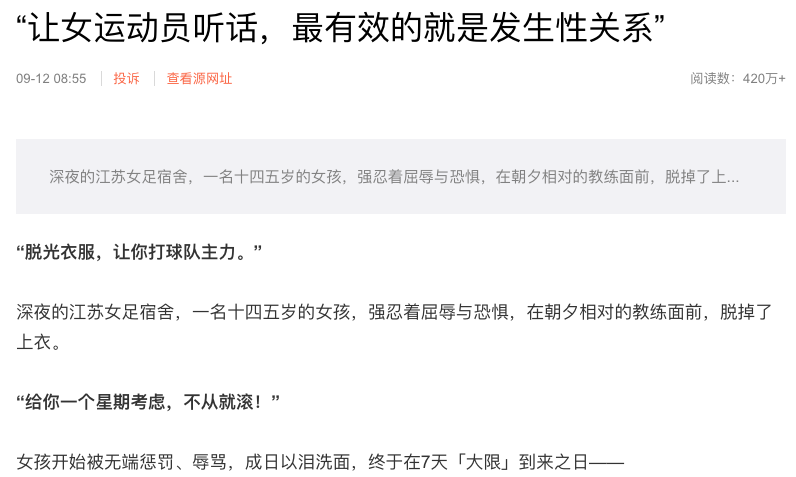 “让女运动员听话，最有效的就是发生性关系”
09-12 08:55 投诉 查看源网址 阅读数：420万+
深夜的江苏女足宿舍，一名十四五岁的女孩，强忍着屈辱与恐惧，在朝夕相对的教练面前，脱掉了上...
“脱光衣服，让你打球队主力。”
深夜的江苏女足宿舍，一名十四五岁的女孩，强忍着屈辱与恐惧，在朝夕相对的教练面前，脱掉了
上衣。
“给你一个星期考虑，不从就滚！”
女孩开始被无端惩罚、辱骂，成日以泪洗面，终于在7天「大限」到来之日——